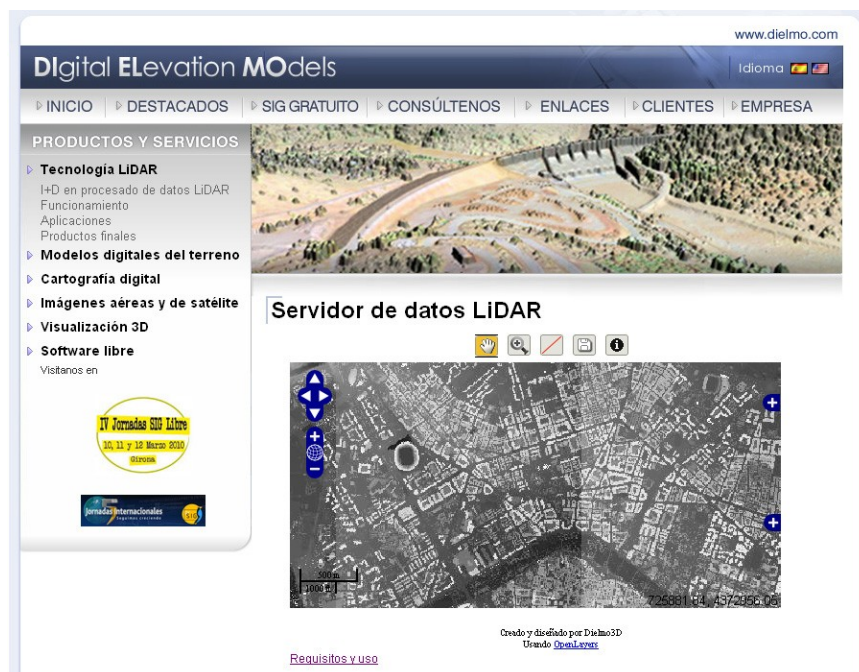 www.dielmo.com
DIgital ELevation MOdels
Idioma
INICIO DESTACADOS SIG GRATUITO CONSÚLTENOS ENLACES CLIENTES EMPRESA
PRODUCTOS Y SERVICIOS
Tecnología LiDAR
I+D en procesado de datos LiDAR
Funcionamiento
Aplicaciones
Productos finales
Modelos digitales del terreno
Cartografía digital
Imágenes aéreas y de satélite
Visualización 3D
Software libre
Visitanos en
IV Jornadas SIG Libre
10, 11 y 12 Marzo 2010
Girona
Jornadas Internacionales
Seguimos creciendo
Servidor de datos LiDAR
500 m
1000 ft
725881.84, 4372956.05
Creado y diseñado por Dielmo3D
Usando OpenLayers
Requisitos y uso